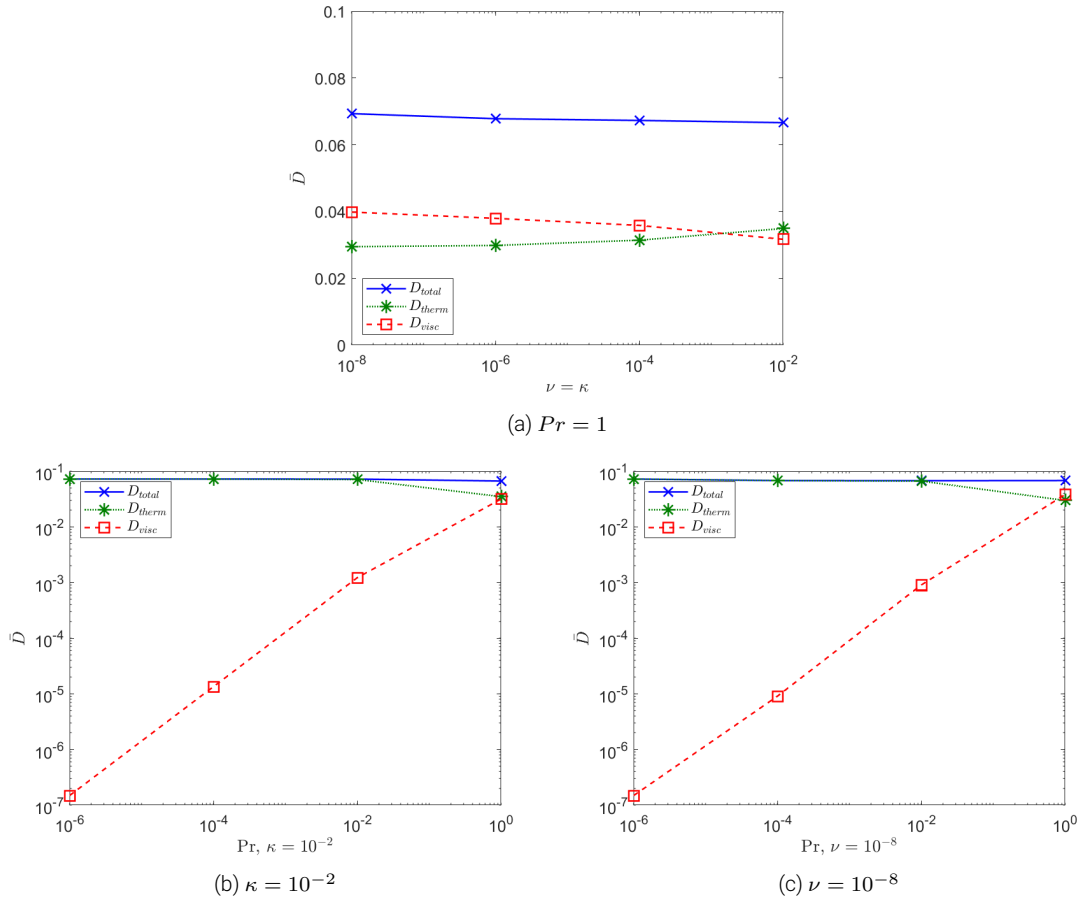 0.1
0.08
0.06
0.04
0.02
0
D̄
D_total
D_therm
D_visc
10^-8
10^-6
10^-4
10^-2
ν = κ
(a) Pr = 1
10^-1
10^-2
10^-3
10^-4
10^-5
10^-6
10^-7
D̄
D_total
D_therm
D_visc
10^-6
10^-4
10^-2
10^0
Pr, κ = 10^-2
(b) κ = 10^-2
10^-1
10^-2
10^-3
10^-4
10^-5
10^-6
10^-7
D̄
D_total
D_therm
D_visc
10^-6
10^-4
10^-2
10^0
Pr, ν = 10^-8
(c) ν = 10^-8